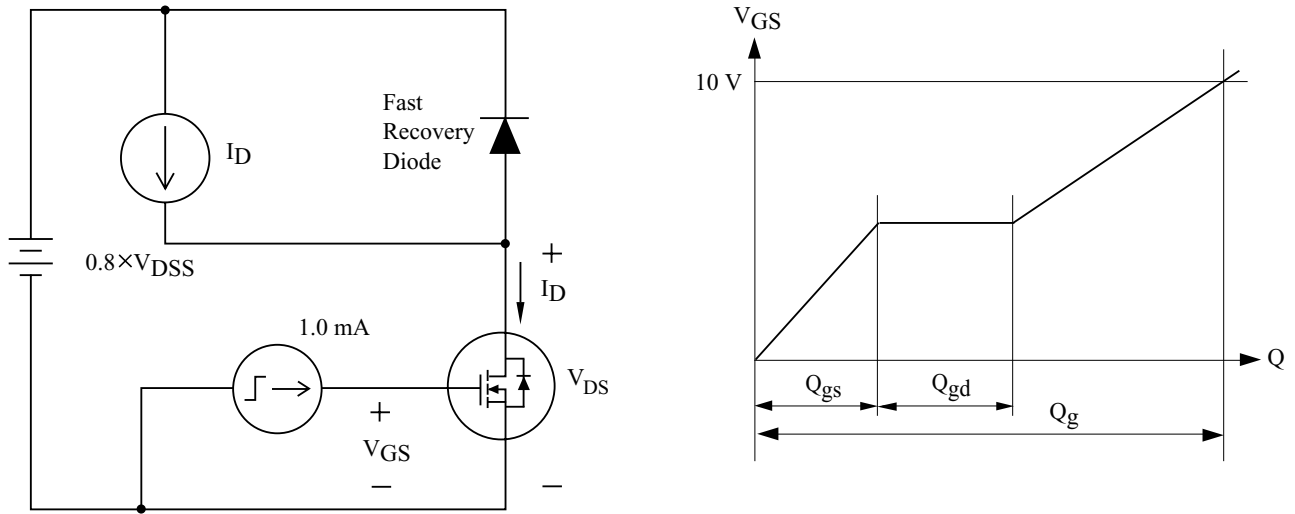 Fast
Recovery
Diode
I_D
0.8×V_DSS
+
I_D
1.0 mA
V_DS
+
V_GS
−
−
V_GS
10 V
Q
Q_gs
Q_gd
Q_g